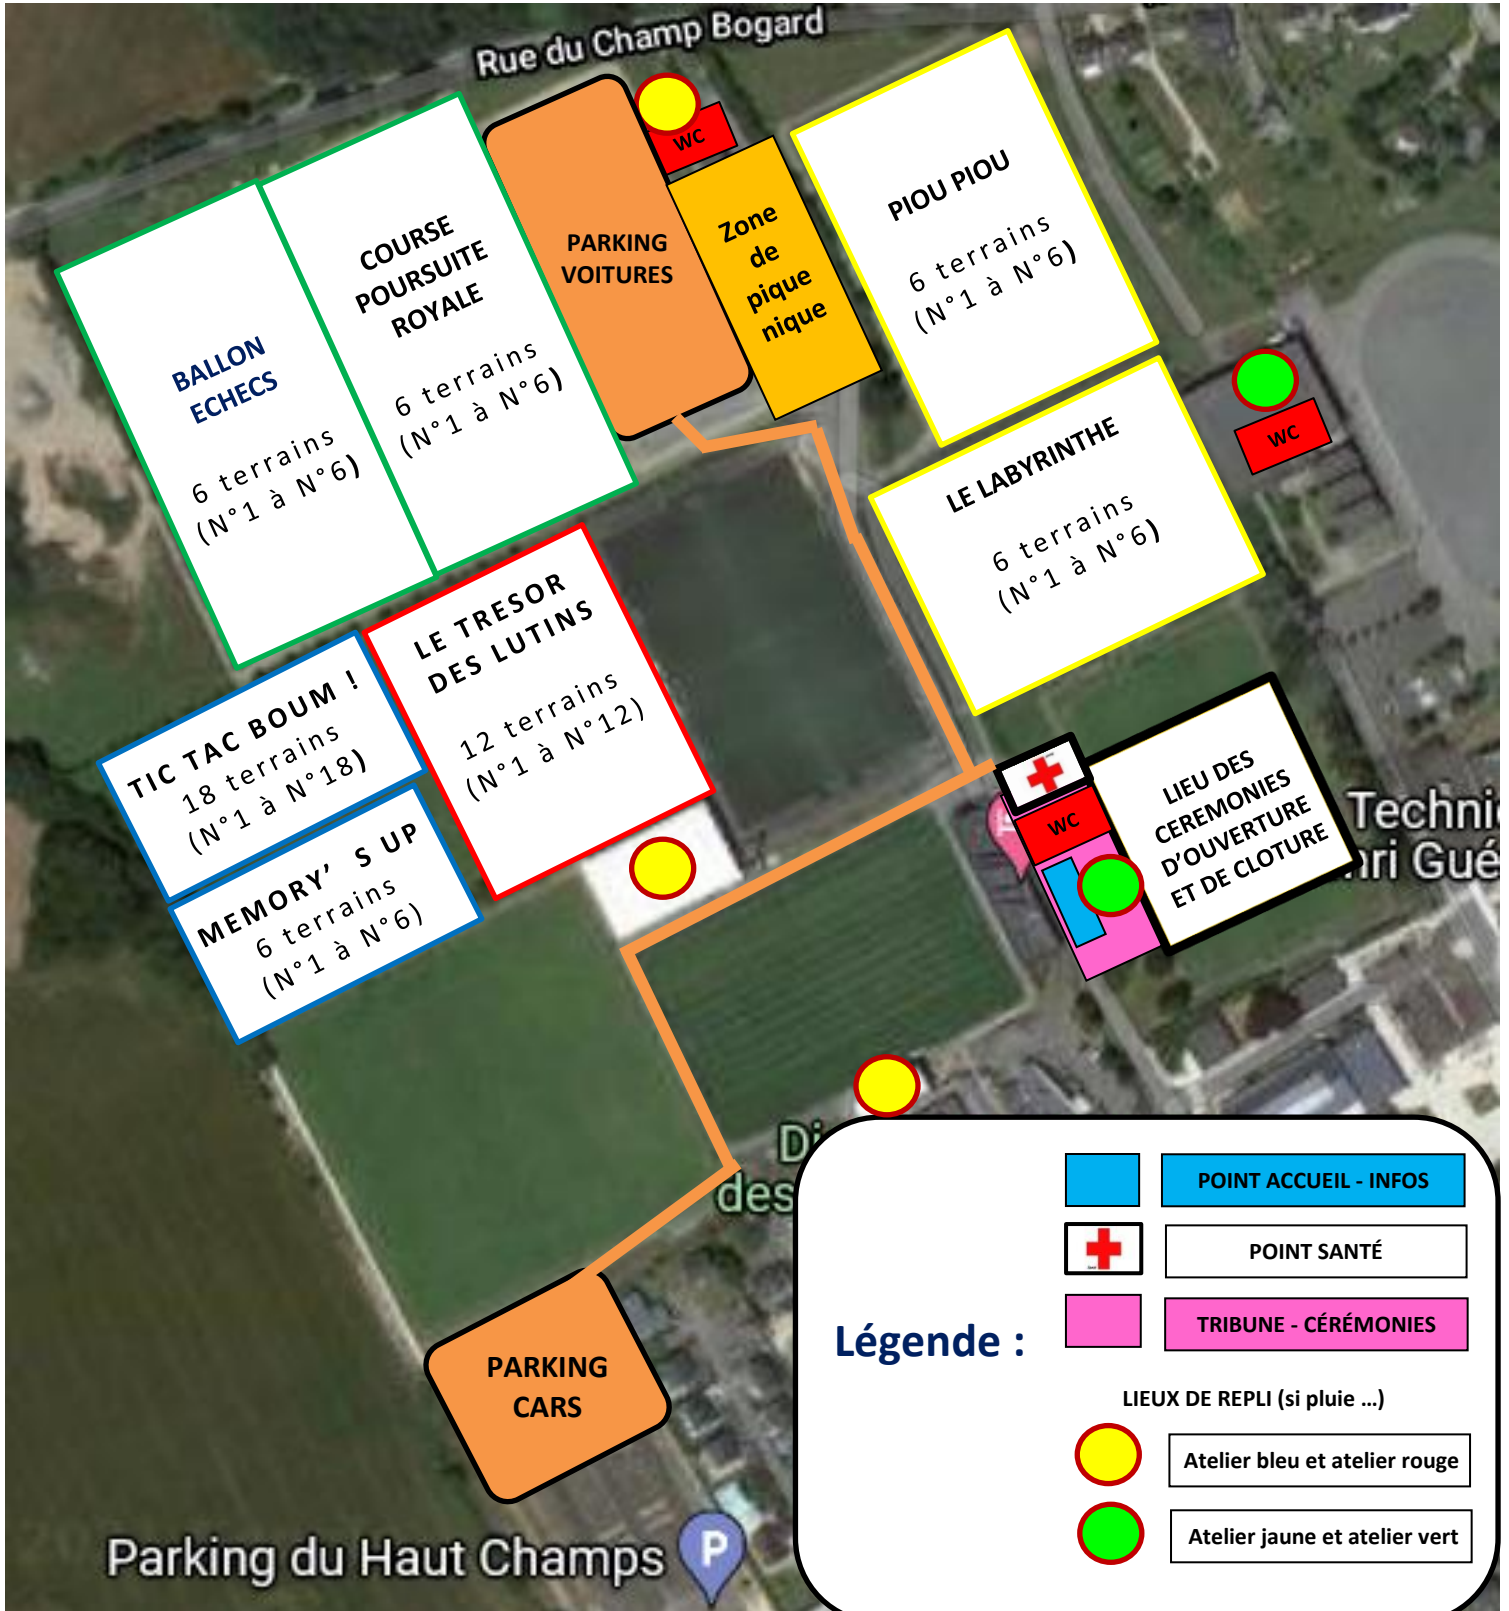 Rue du Champ Bogard
WC
PARKING
VOITURES
Zone
de
pique
nique
PIOU PIOU
6 terrains
(N°1 à N°6)
COURSE
POURSUITE
ROYALE
6 terrains
(N°1 à N°6)
BALLON
ECHECS
6 terrains
(N°1 à N°6)
WC
LE LABYRINTHE
6 terrains
(N°1 à N°6)
LE TRESOR
DES LUTINS
12 terrains
(N°1 à N°12)
TIC TAC BOUM !
18 terrains
(N°1 à N°18)
MEMORY' S UP
6 terrains
(N°1 à N°6)
WC
LIEU DES
CEREMONIES
D'OUVERTURE
ET DE CLOTURE
Techni
nri Gué
Di
des
PARKING
CARS
Parking du Haut Champs
P
Légende :
POINT ACCUEIL - INFOS
POINT SANTÉ
TRIBUNE - CÉRÉMONIES
LIEUX DE REPLI (si pluie ...)
Atelier bleu et atelier rouge
Atelier jaune et atelier vert